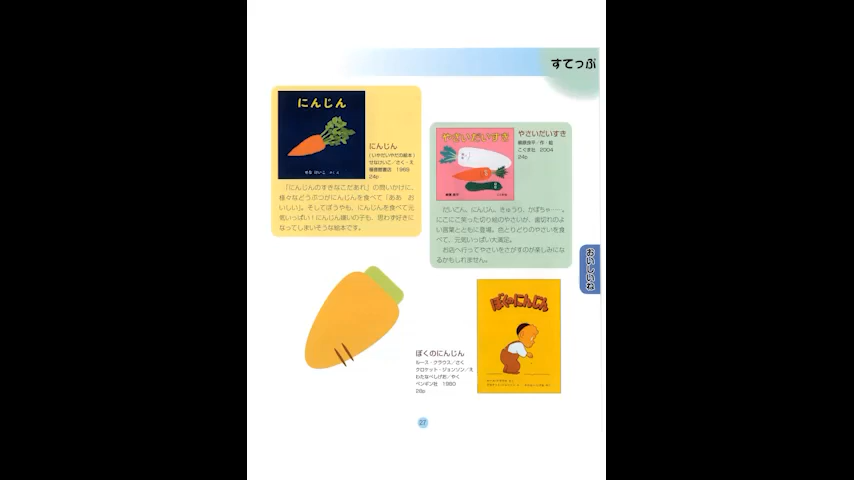 すてっぷ
にんじん
せな けいこ さく・え
にんじん
(いやだいやだの絵本)
せなけいこ/さく・え
福音館書店 1969
24p
「にんじんのすきなこだあれ」の問いかけに、
様々などうぶつがにんじんを食べて「ああ お
いしい」。そしてぼうやも、にんじんを食べて元
気いっぱい!にんじん嫌いの子も、思わず好きに
なってしまいそうな絵本です。
やさいだいすき
やさいだいすき
柳原良平・作・絵
こぐま社 2004
24p
だいこん、にんじん、きゅうり、かぼちゃ…。
にこにこ笑った切り絵のやさいが、歯切れのよ
い言葉とともに登場。色とりどりのやさいを食
べて、元気いっぱい大満足。
お店へ行ってやさいをさがすのが楽しみにな
るかもしれません。
おいしいね
ぼくのにんじん
ぼくのにんじん
ルース・クラウス/さく
クロケット・ジョンソン/え
わたなべしげお/やく
ペンギン社 1980
26p
27